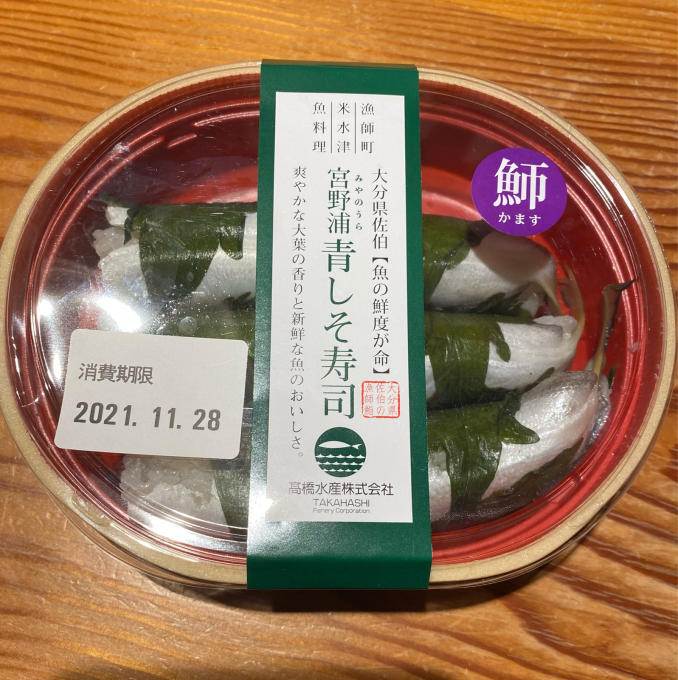 漁師町
米水津
魚料理
大分県佐伯【魚の鮮度が命】
みやのうら
宮野浦青しそ寿司
爽やかな大葉の香りと新鮮な魚のおいしさ。
大分県
佐伯の
漁師鮨
髙橋水産株式会社
TAKAHASHI
Fishery Corporation
魳
かます
消費期限
2021. 11. 28